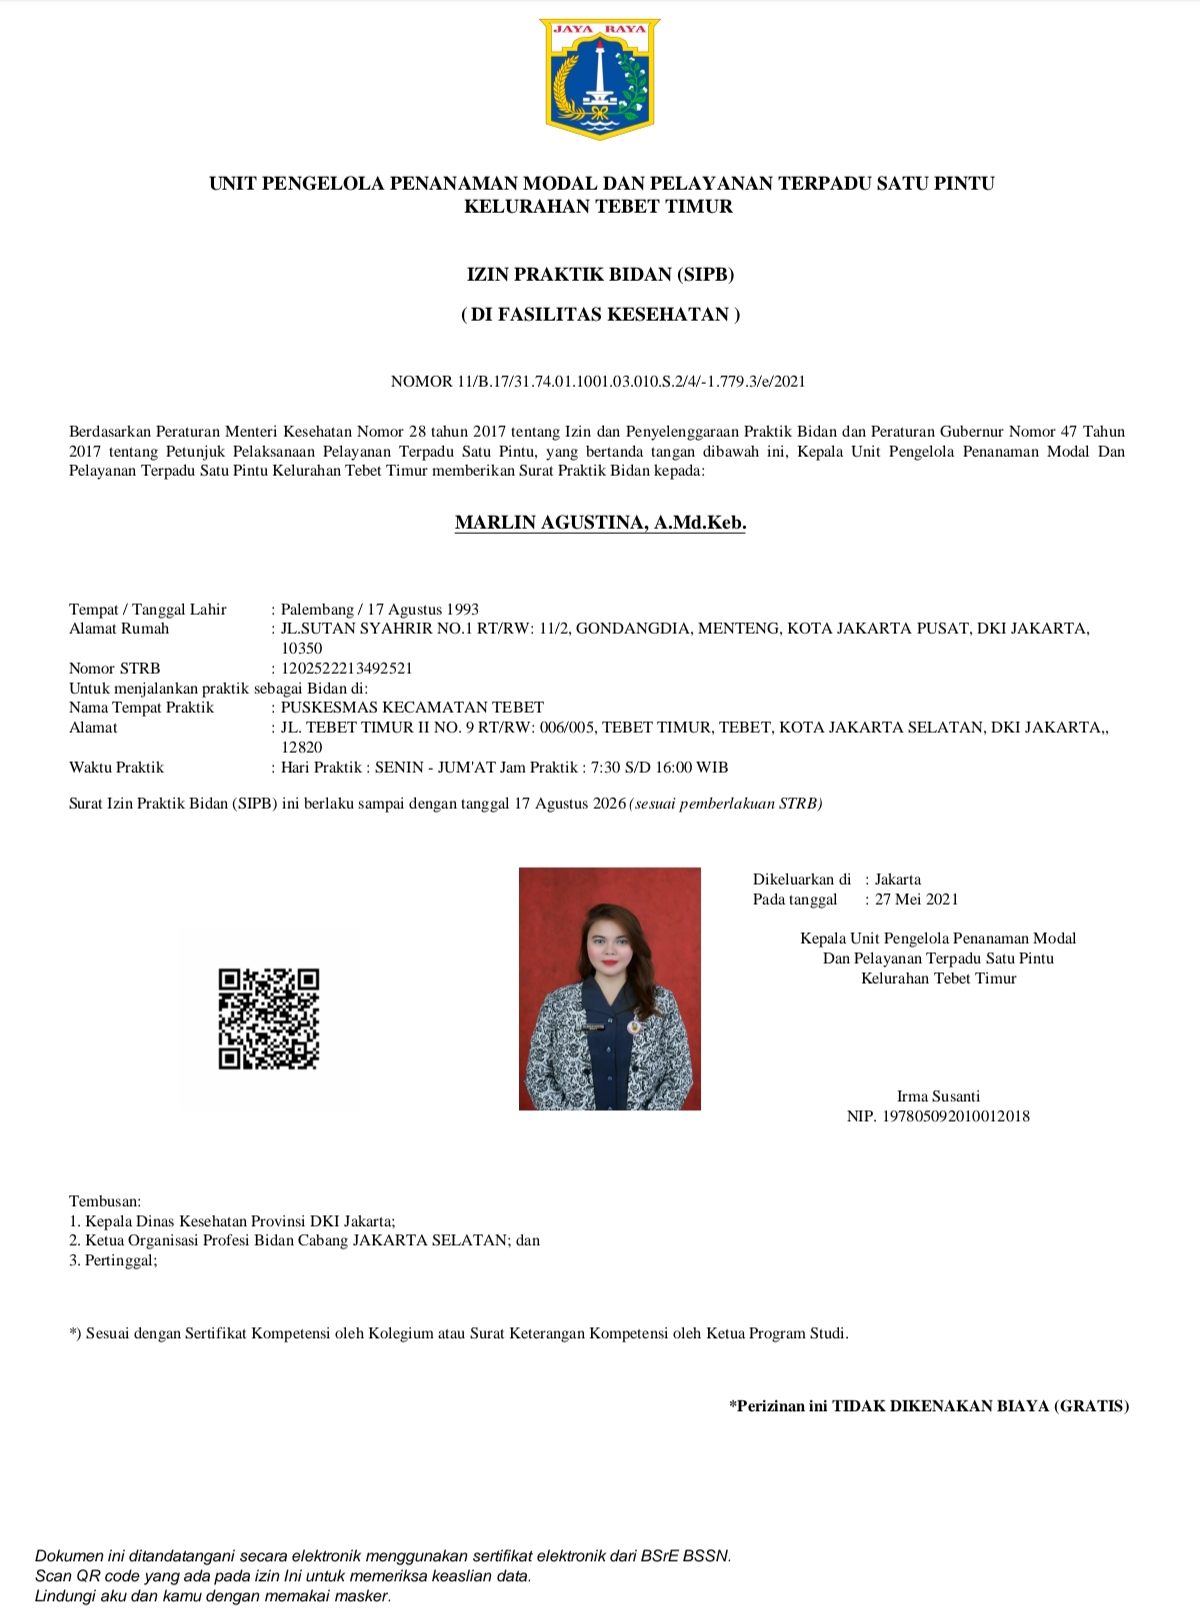 JAYA RAYA
UNIT PENGELOLA PENANAMAN MODAL DAN PELAYANAN TERPADU SATU PINTU
KELURAHAN TEBET TIMUR
IZIN PRAKTIK BIDAN (SIPB)
( DI FASILITAS KESEHATAN )
NOMOR 11/B.17/31.74.01.1001.03.010.S.2/4/-1.779.3/e/2021
Berdasarkan Peraturan Menteri Kesehatan Nomor 28 tahun 2017 tentang Izin dan Penyelenggaraan Praktik Bidan dan Peraturan Gubernur Nomor 47 Tahun
2017 tentang Petunjuk Pelaksanaan Pelayanan Terpadu Satu Pintu, yang bertanda tangan dibawah ini, Kepala Unit Pengelola Penanaman Modal Dan
Pelayanan Terpadu Satu Pintu Kelurahan Tebet Timur memberikan Surat Praktik Bidan kepada:
MARLIN AGUSTINA, A.Md.Keb.
Tempat / Tanggal Lahir : Palembang / 17 Agustus 1993
Alamat Rumah : JL.SUTAN SYAHRIR NO.1 RT/RW: 11/2, GONDANGDIA, MENTENG, KOTA JAKARTA PUSAT, DKI JAKARTA,
10350
Nomor STRB : 1202522213492521
Untuk menjalankan praktik sebagai Bidan di:
Nama Tempat Praktik : PUSKESMAS KECAMATAN TEBET
Alamat : JL. TEBET TIMUR II NO. 9 RT/RW: 006/005, TEBET TIMUR, TEBET, KOTA JAKARTA SELATAN, DKI JAKARTA,,
12820
Waktu Praktik : Hari Praktik : SENIN - JUM'AT Jam Praktik : 7:30 S/D 16:00 WIB
Surat Izin Praktik Bidan (SIPB) ini berlaku sampai dengan tanggal 17 Agustus 2026 (sesuai pemberlakuan STRB)
Dikeluarkan di : Jakarta
Pada tanggal : 27 Mei 2021
Kepala Unit Pengelola Penanaman Modal
Dan Pelayanan Terpadu Satu Pintu
Kelurahan Tebet Timur
Irma Susanti
NIP. 197805092010012018
Tembusan:
1. Kepala Dinas Kesehatan Provinsi DKI Jakarta;
2. Ketua Organisasi Profesi Bidan Cabang JAKARTA SELATAN; dan
3. Pertinggal;
*) Sesuai dengan Sertifikat Kompetensi oleh Kolegium atau Surat Keterangan Kompetensi oleh Ketua Program Studi.
*Perizinan ini TIDAK DIKENAKAN BIAYA (GRATIS)
Dokumen ini ditandatangani secara elektronik menggunakan sertifikat elektronik dari BSrE BSSN.
Scan QR code yang ada pada izin Ini untuk memeriksa keaslian data.
Lindungi aku dan kamu dengan memakai masker.